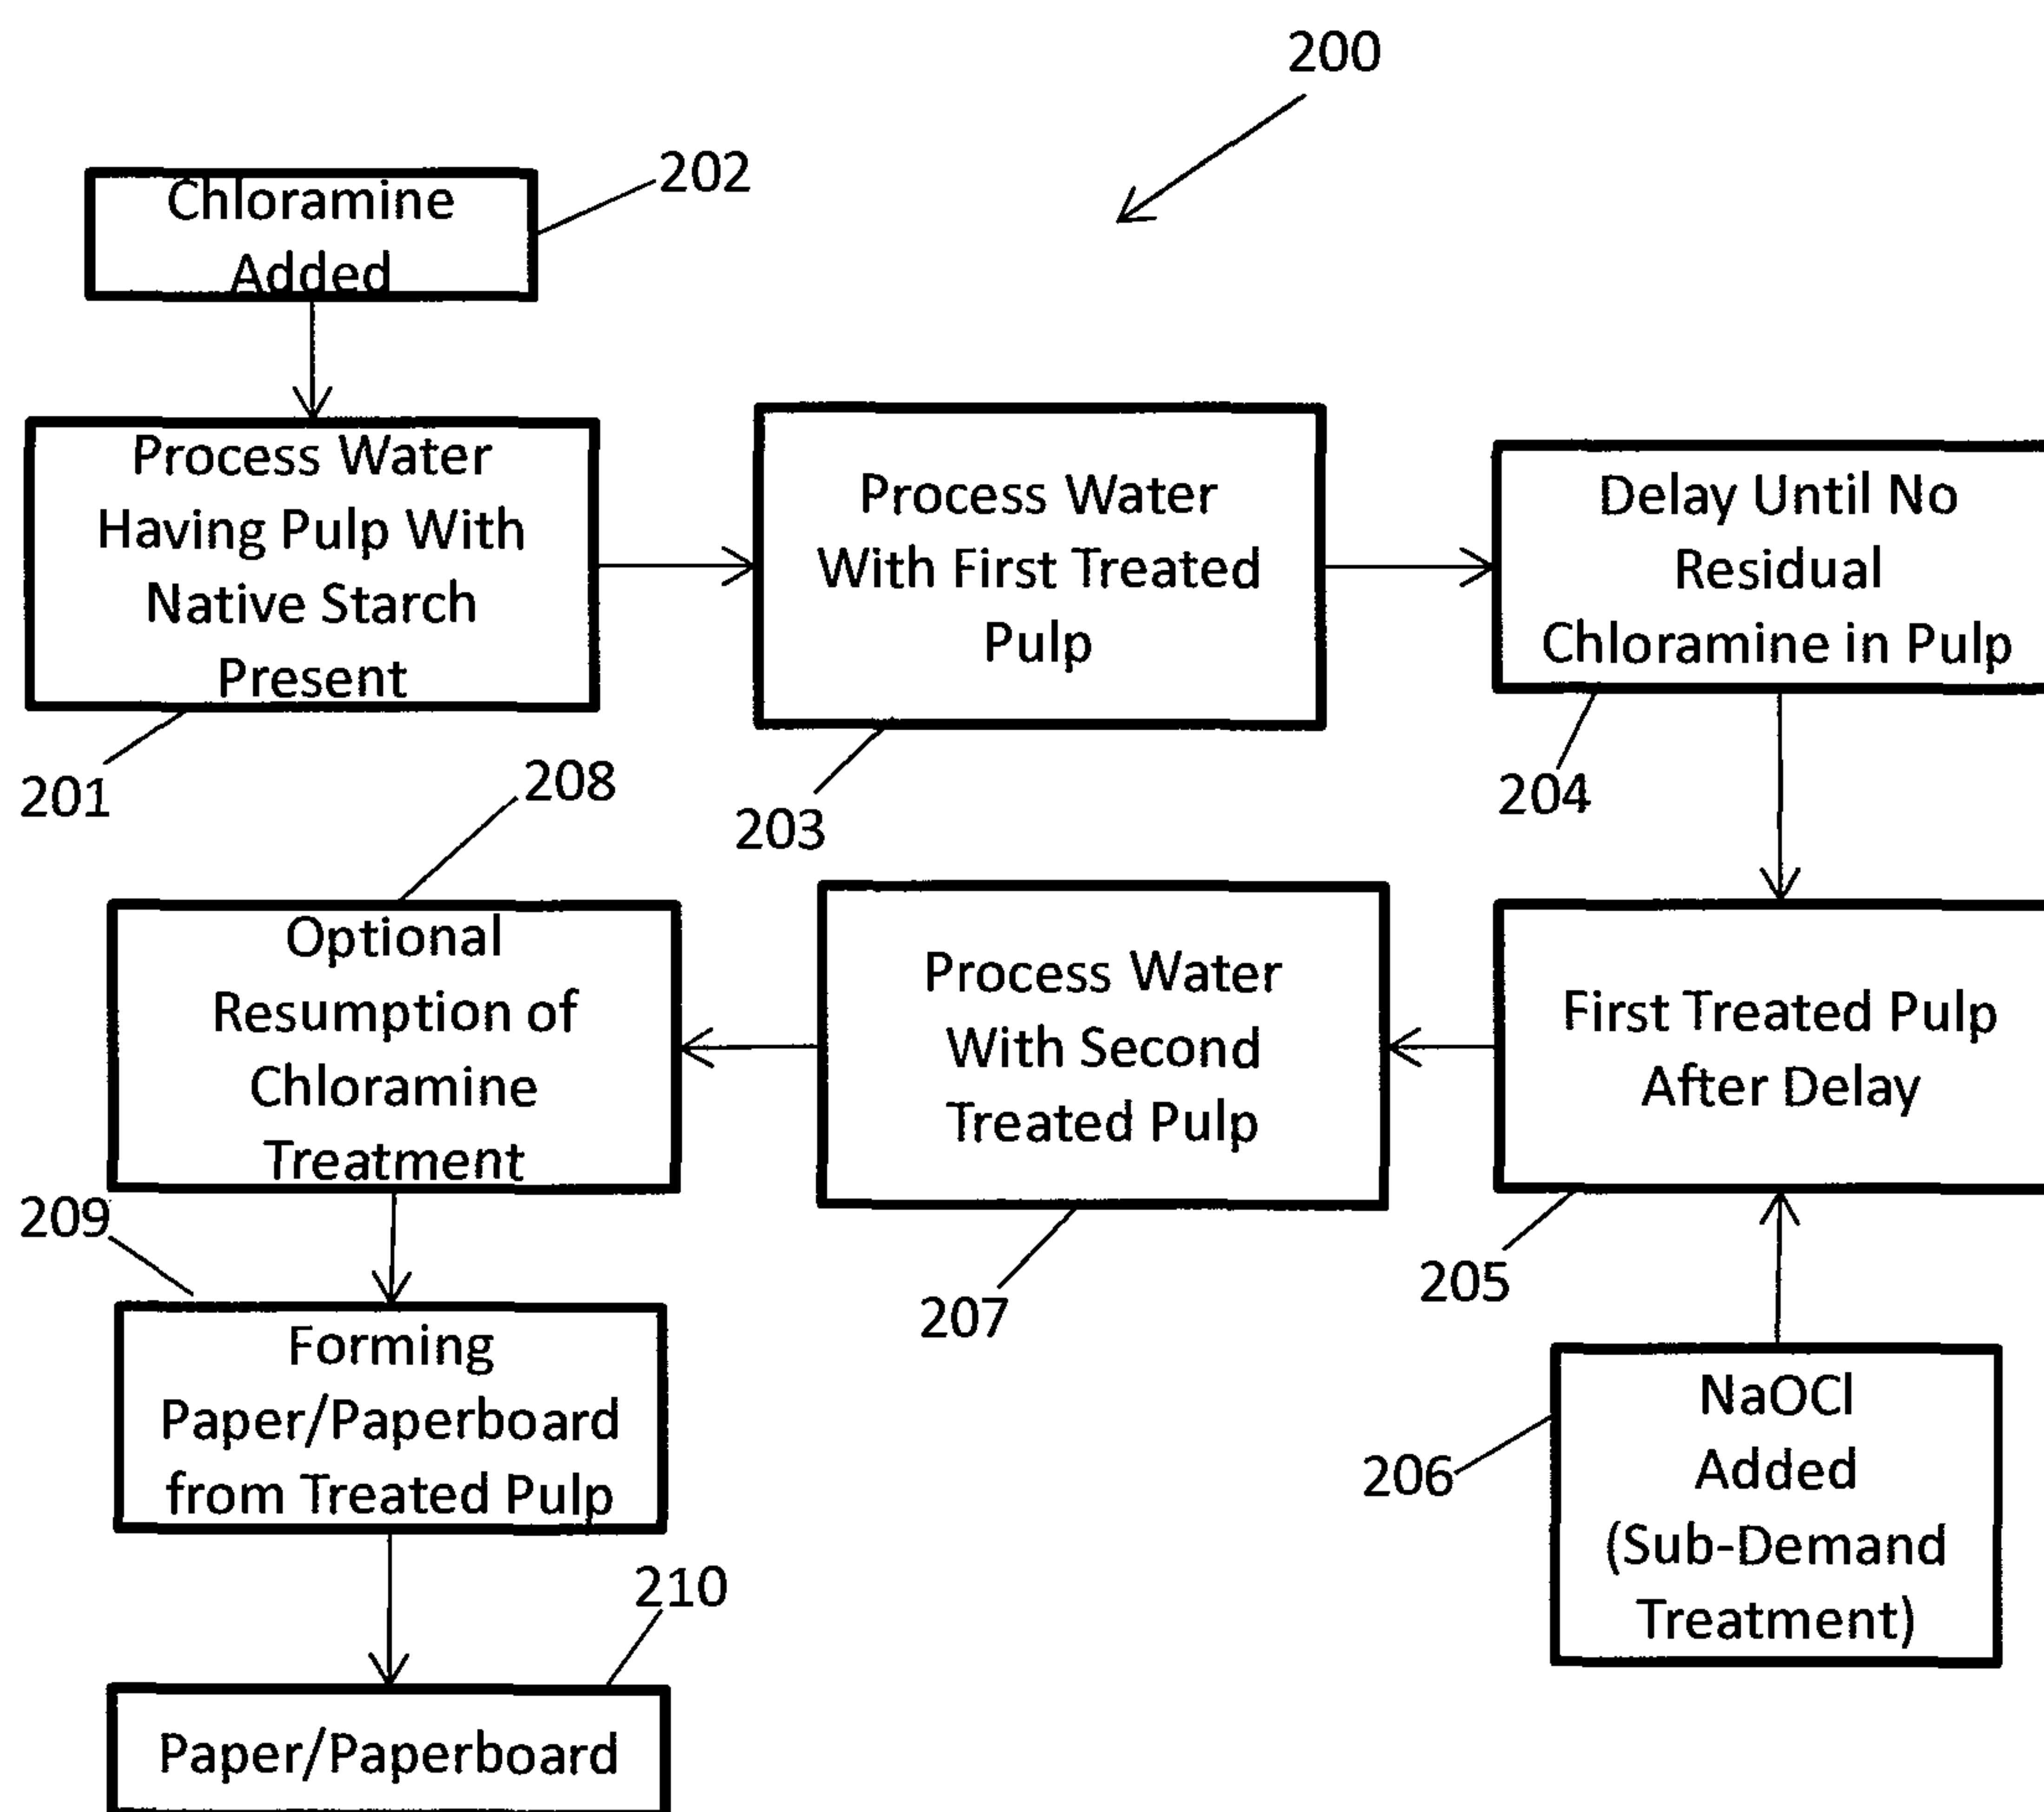 200
Chloramine
Added
202
Process Water
Having Pulp With
Native Starch
Present
201
Process Water
With First Treated
Pulp
203
Delay Until No
Residual
Chloramine in Pulp
204
208
Optional
Resumption of
Chloramine
Treatment
Process Water
With Second
Treated Pulp
207
First Treated Pulp
After Delay
205
209
Forming
Paper/Paperboard
from Treated Pulp
206
NaOCl
Added
(Sub-Demand
Treatment)
210
Paper/Paperboard